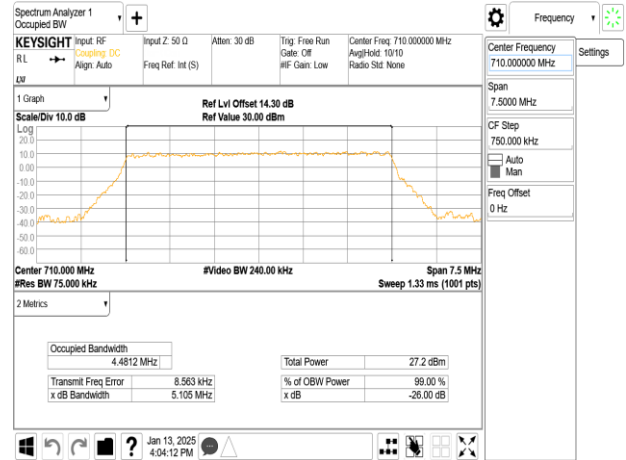 Spectrum Analyzer 1
Occupied BW
Frequency
KEYSIGHT
Input: RF
Input Z: 50 Ω
Atten: 30 dB
Trig: Free Run
Center Freq: 710.000000 MHz
R L
Coupling: DC
Gate: Off
Avg|Hold: 10/10
Align: Auto
Freq Ref: Int (S)
#IF Gain: Low
Radio Std: None
LXI
Center Frequency
710.000000 MHz
Settings
Span
7.5000 MHz
CF Step
750.000 kHz
Auto
Man
Freq Offset
0 Hz
1 Graph
Ref Lvl Offset 14.30 dB
Scale/Div 10.0 dB
Ref Value 30.00 dBm
Log
20.0
10.0
0.00
-10.0
-20.0
-30.0
-40.0
-50.0
-60.0
Center 710.000 MHz
#Video BW 240.00 kHz
Span 7.5 MHz
#Res BW 75.000 kHz
Sweep 1.33 ms (1001 pts)
2 Metrics
Occupied Bandwidth
4.4812 MHz
Total Power
27.2 dBm
Transmit Freq Error
8.563 kHz
% of OBW Power
99.00 %
x dB Bandwidth
5.105 MHz
x dB
-26.00 dB
?
Jan 13, 2025
4:04:12 PM